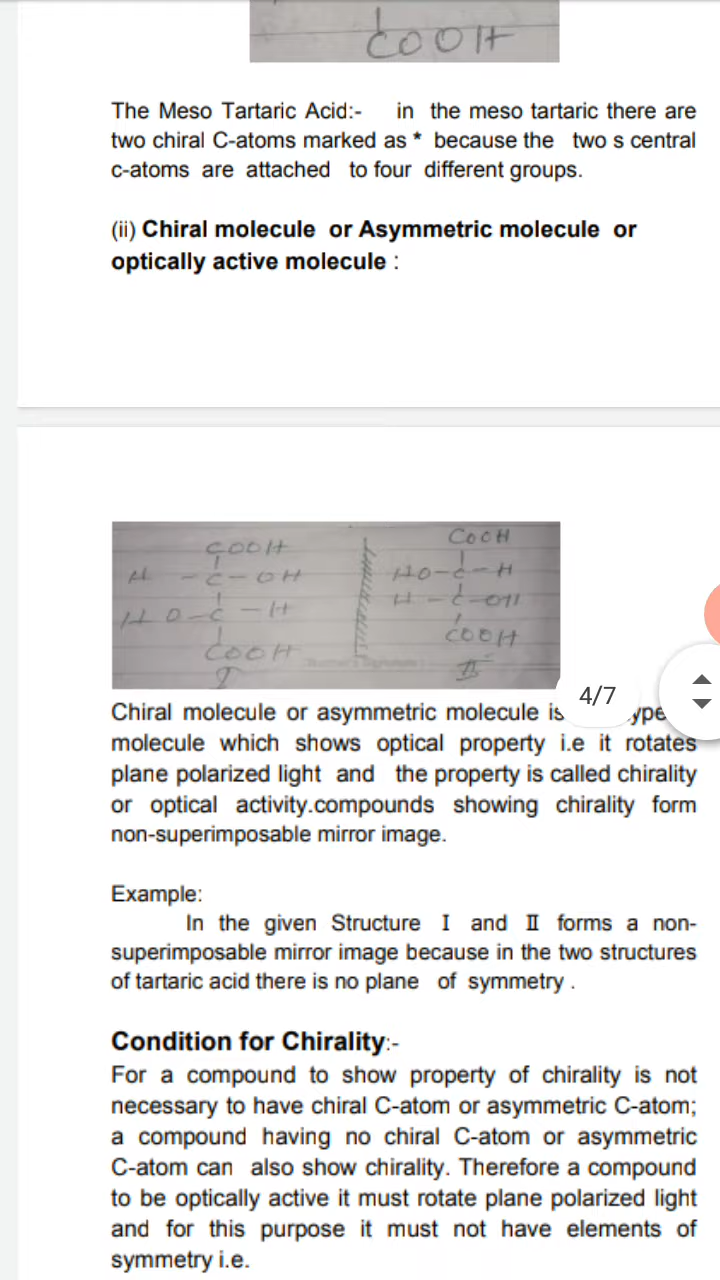 COOH
The Meso Tartaric Acid:- in the meso tartaric there are
two chiral C-atoms marked as * because the two s central
c-atoms are attached to four different groups.
(ii) Chiral molecule or Asymmetric molecule or
optically active molecule :
COOH
H - C - OH
HO - C - H
COOH
I
COOH
HO - C - H
H - C - OH
COOH
II
4/7
Chiral molecule or asymmetric molecule is ype
molecule which shows optical property i.e it rotates
plane polarized light and the property is called chirality
or optical activity.compounds showing chirality form
non-superimposable mirror image.
Example:
In the given Structure I and II forms a non-
superimposable mirror image because in the two structures
of tartaric acid there is no plane of symmetry .
Condition for Chirality:-
For a compound to show property of chirality is not
necessary to have chiral C-atom or asymmetric C-atom;
a compound having no chiral C-atom or asymmetric
C-atom can also show chirality. Therefore a compound
to be optically active it must rotate plane polarized light
and for this purpose it must not have elements of
symmetry i.e.